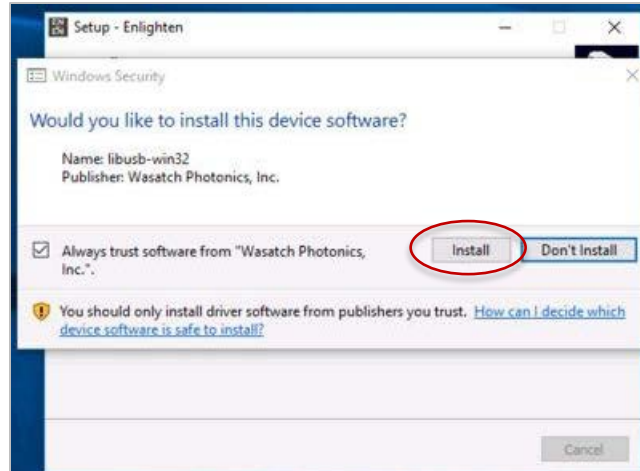 Setup - Enlighten
Windows Security
Would you like to install this device software?
Name: libusb-win32
Publisher: Wasatch Photonics, Inc.
Always trust software from "Wasatch Photonics,
Inc.".
Install
Don't Install
You should only install driver software from publishers you trust. How can I decide which
device software is safe to install?
Cancel